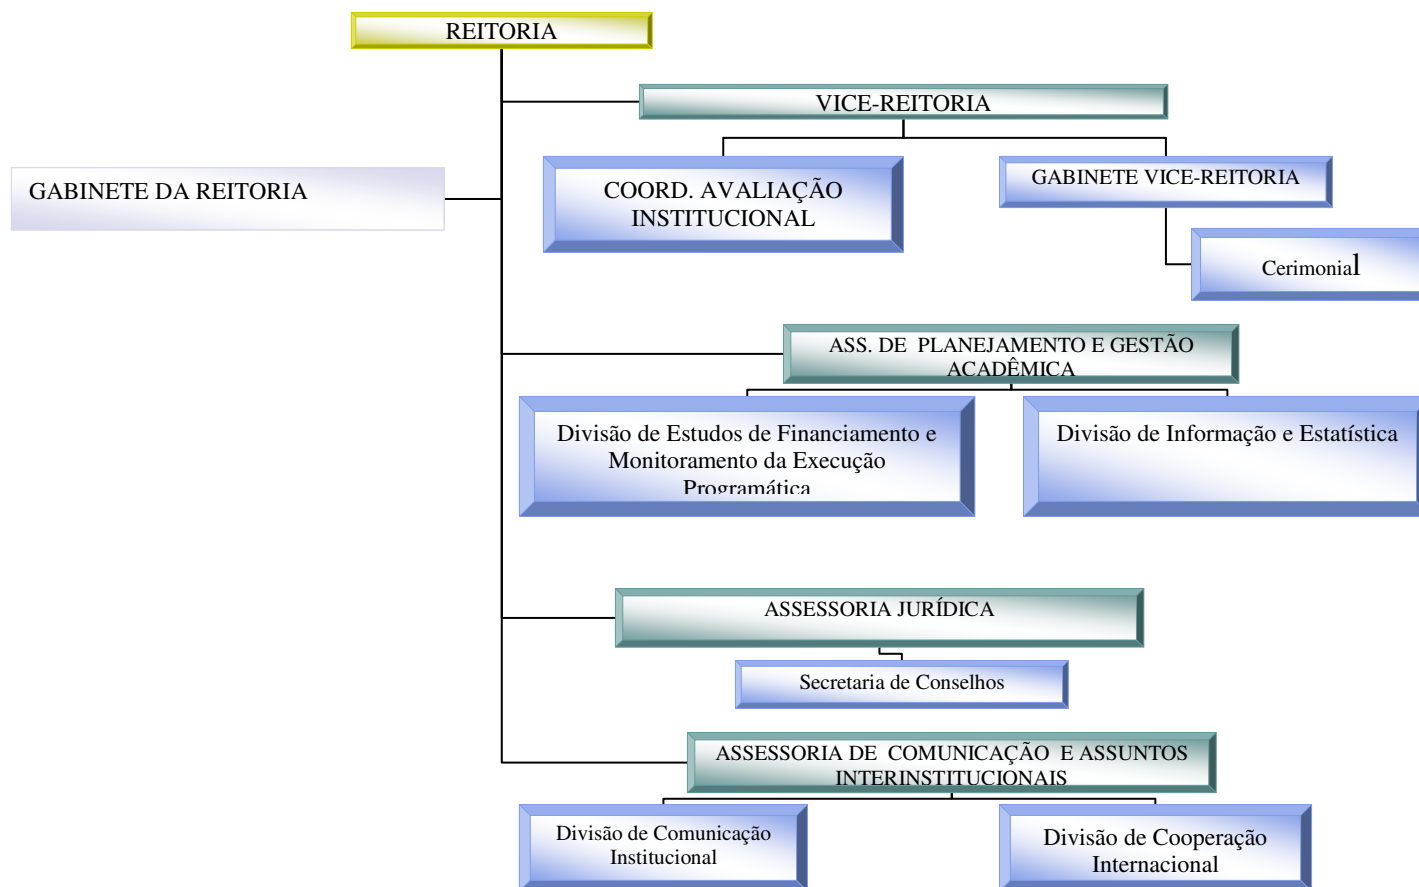 REITORIA
VICE-REITORIA
GABINETE DA REITORIA
COORD. AVALIAÇÃO
INSTITUCIONAL
GABINETE VICE-REITORIA
Cerimonial
ASS. DE PLANEJAMENTO E GESTÃO
ACADÊMICA
Divisão de Estudos de Financiamento e
Monitoramento da Execução
Programática
Divisão de Informação e Estatística
ASSESSORIA JURÍDICA
Secretaria de Conselhos
ASSESSORIA DE COMUNICAÇÃO E ASSUNTOS
INTERINSTITUCIONAIS
Divisão de Comunicação
Institucional
Divisão de Cooperação
Internacional